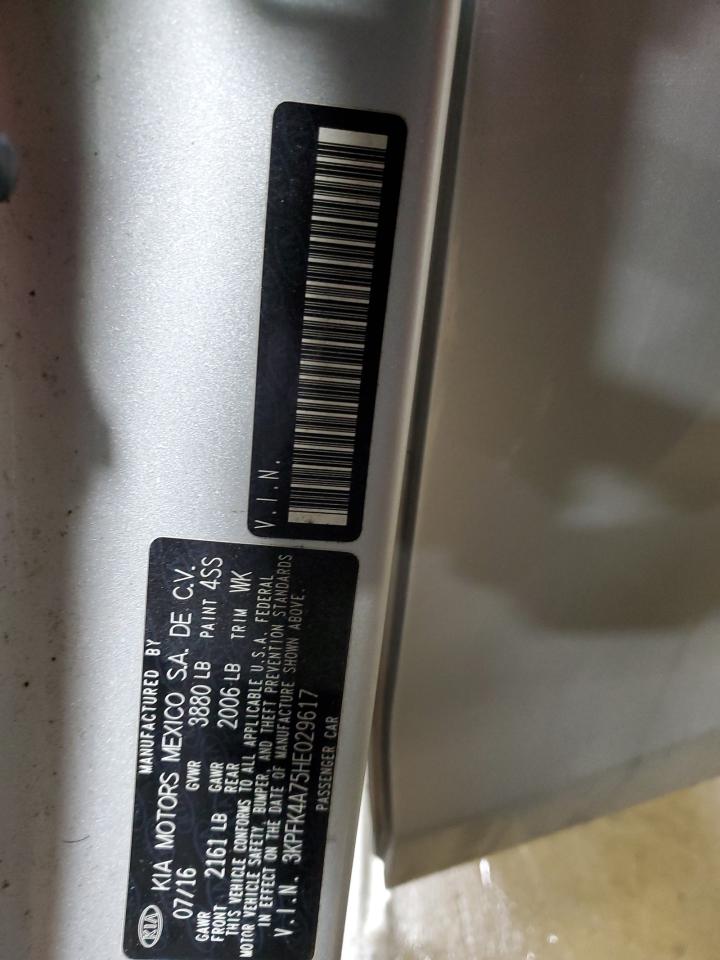 MANUFACTURED BY
KIA KIA MOTORS MEXICO S.A. DE C.V.
07/16 GVWR 3880 LB PAINT 4SS
GAWR FRONT 2161 LB GAWR REAR 2006 LB TRIM WK
THIS VEHICLE CONFORMS TO ALL APPLICABLE U.S.A. FEDERAL
MOTOR VEHICLE SAFETY, BUMPER, AND THEFT PREVENTION STANDARDS
IN EFFECT ON THE DATE OF MANUFACTURE SHOWN ABOVE.
V.I.N. 3KPFK4A75HE029617
PASSENGER CAR
V.I.N.